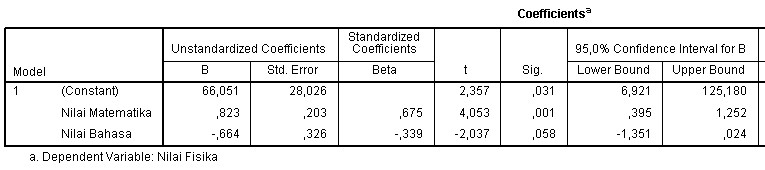 Coefficientsa
Unstandardized Coefficients Standardized Coefficients 95,0% Confidence Interval for B
Model B Std. Error Beta t Sig. Lower Bound Upper Bound
1 (Constant) 66,051 28,026 2,357 ,031 6,921 125,180
Nilai Matematika ,823 ,203 ,675 4,053 ,001 ,395 1,252
Nilai Bahasa -,664 ,326 -,339 -2,037 ,058 -1,351 ,024
a. Dependent Variable: Nilai Fisika